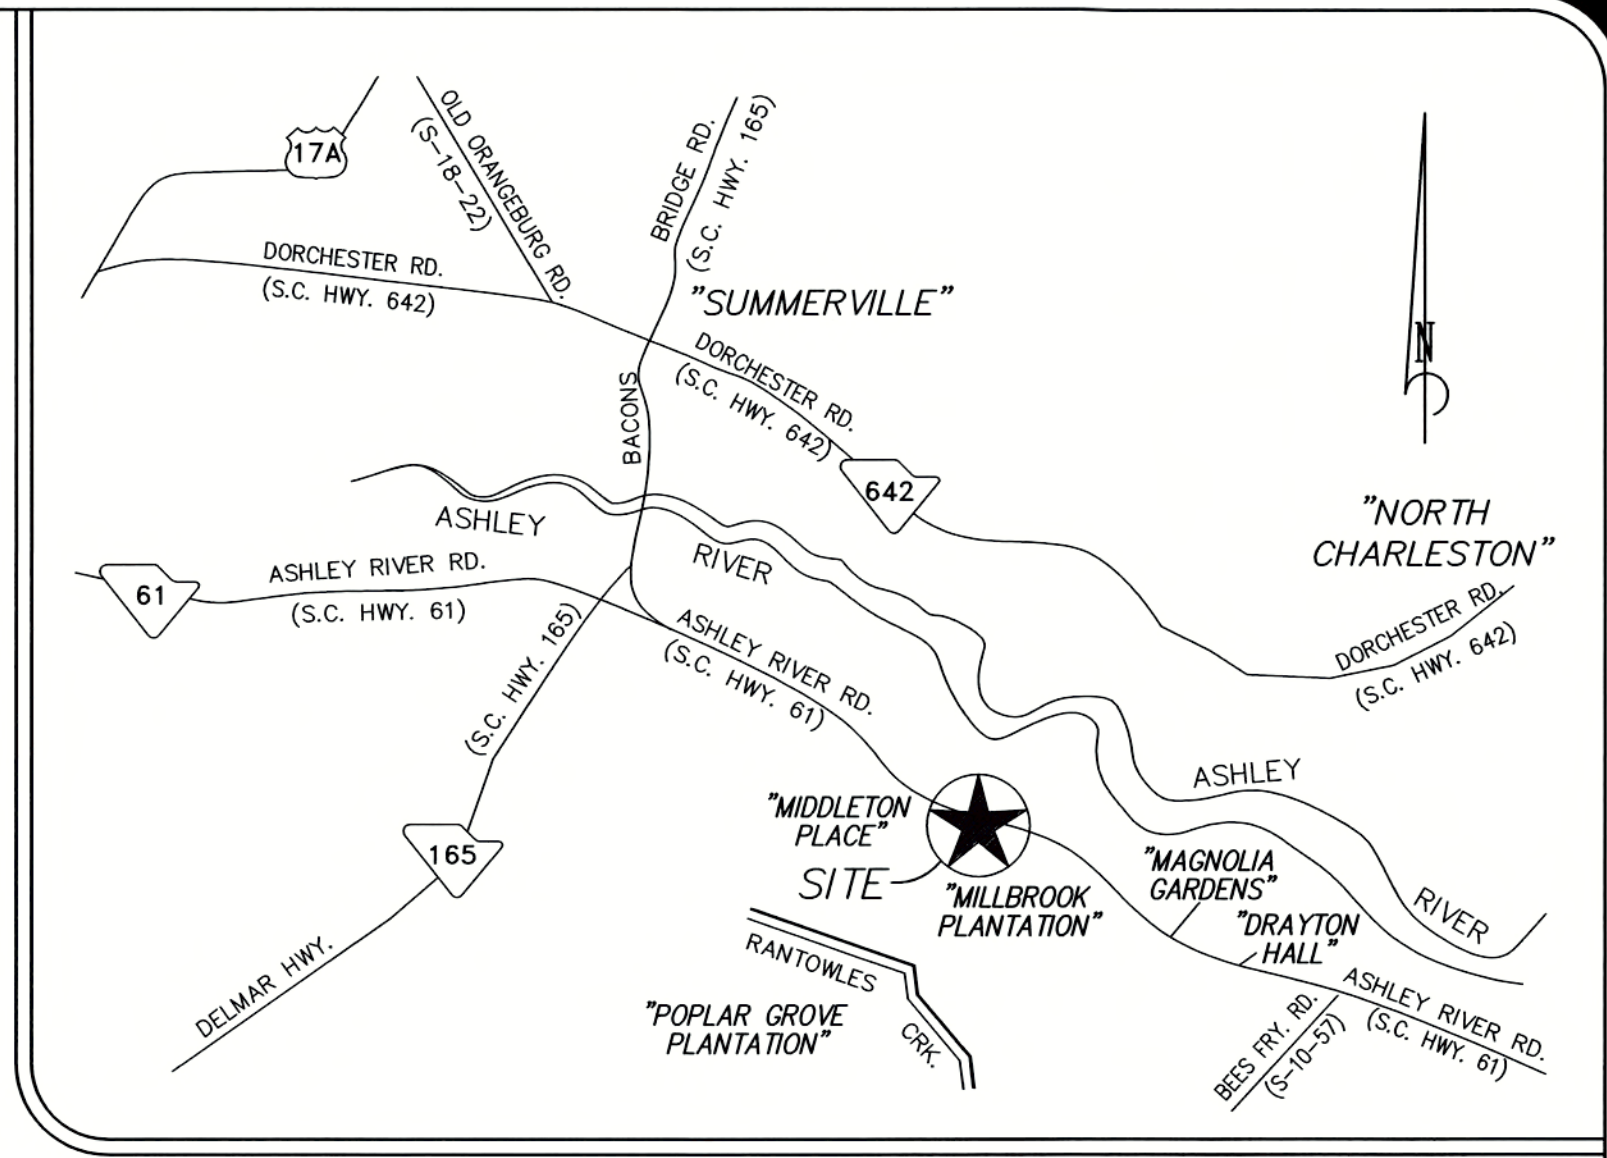 17A
OLD ORANGEBURG RD.
(S-18-22)
BRIDGE RD.
(S.C. HWY. 165)
DORCHESTER RD.
(S.C. HWY. 642)
"SUMMERVILLE"
N
DORCHESTER RD.
(S.C. HWY. 642)
BACONS
642
"NORTH
CHARLESTON"
ASHLEY
RIVER
61
ASHLEY RIVER RD.
(S.C. HWY. 61)
DORCHESTER RD.
(S.C. HWY. 642)
(S.C. HWY. 165)
ASHLEY RIVER RD.
(S.C. HWY. 61)
ASHLEY
RIVER
"MIDDLETON
PLACE"
SITE
165
"MAGNOLIA
GARDENS"
"MILLBROOK
PLANTATION"
"DRAYTON
HALL"
DELMAR HWY.
RANTOWLES
CRK.
"POPLAR GROVE
PLANTATION"
ASHLEY RIVER RD.
(S.C. HWY. 61)
BEES FRY. RD.
(S-10-57)